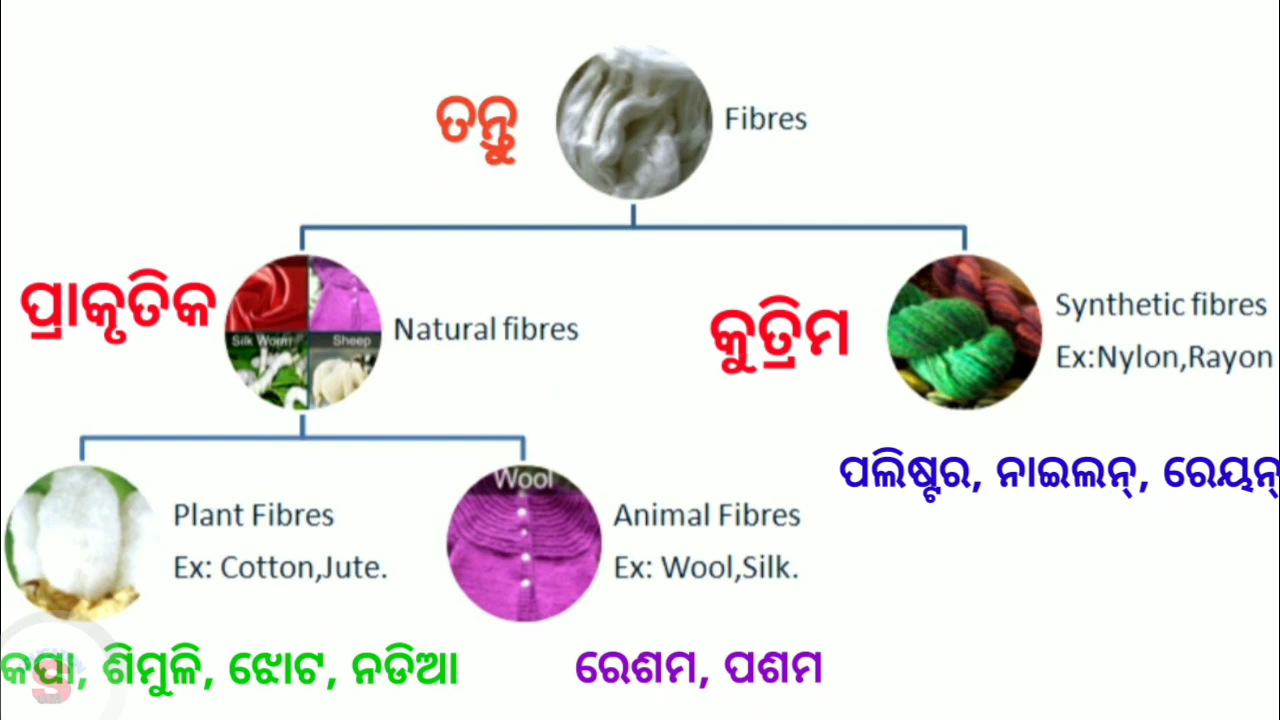 ତନ୍ତୁ
Fibres
ପ୍ରାକୃତିକ
Silk Worm
Sheep
Natural fibres
କୁତ୍ରିମ
Synthetic fibres
Ex:Nylon,Rayon
ପଲିଷ୍ଟର, ନାଇଲନ୍, ରେୟନ୍
Plant Fibres
Ex: Cotton,Jute.
Wool
Animal Fibres
Ex: Wool,Silk.
କପା, ଶିମୁଳି, ଝୋଟ, ନଡିଆ
ରେଶମ, ପଶମ